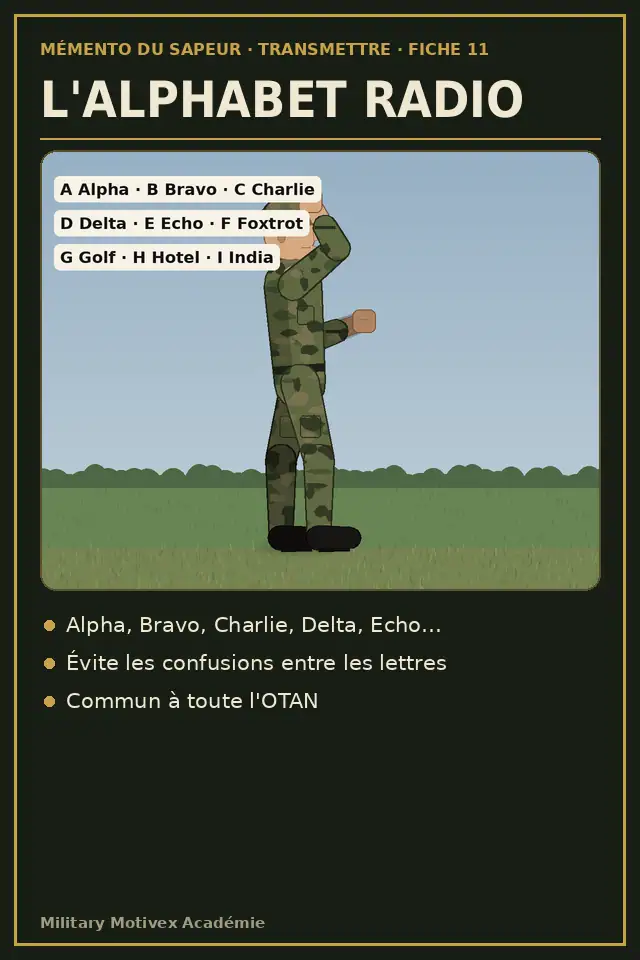 MÉMENTO DU SAPEUR · TRANSMETTRE · FICHE 11
L'ALPHABET RADIO
A Alpha · B Bravo · C Charlie
D Delta · E Echo · F Foxtrot
G Golf · H Hotel · I India
Alpha, Bravo, Charlie, Delta, Echo...
Évite les confusions entre les lettres
Commun à toute l'OTAN
Military Motivex Académie